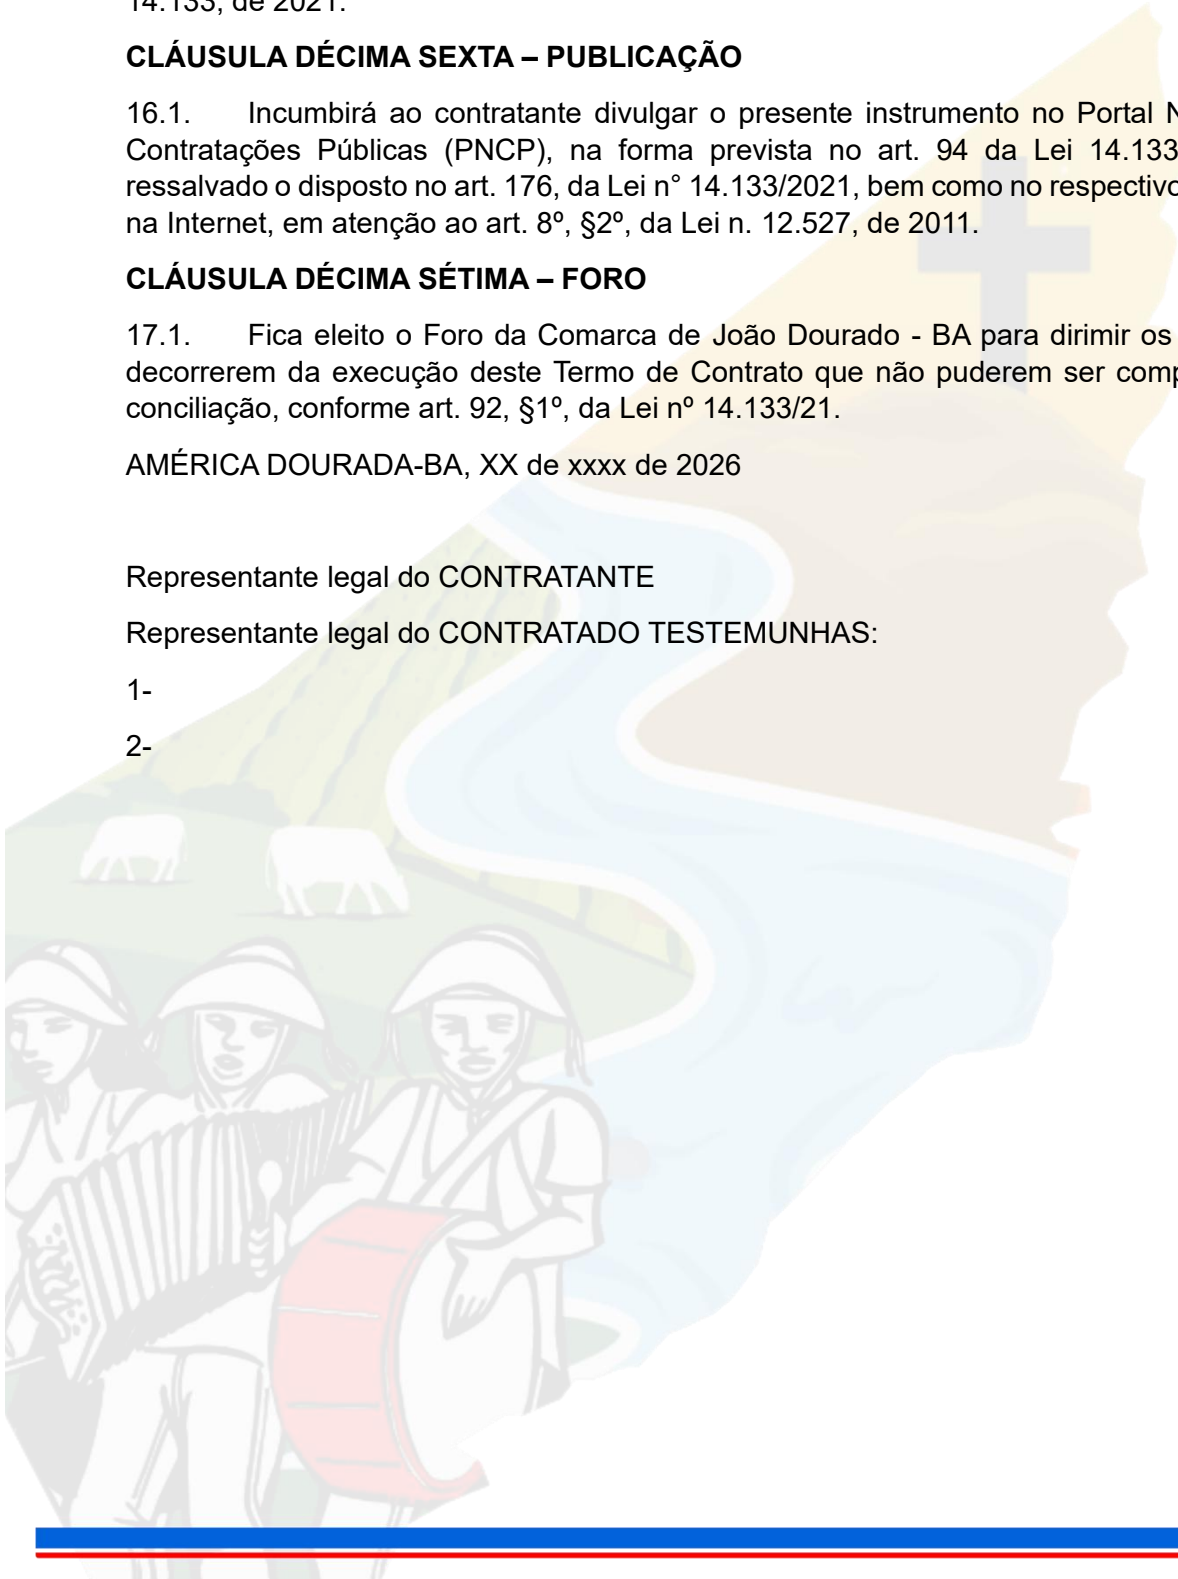 14.133, de 2021.
CLÁUSULA DÉCIMA SEXTA – PUBLICAÇÃO
16.1. Incumbirá ao contratante divulgar o presente instrumento no Portal N
Contratações Públicas (PNCP), na forma prevista no art. 94 da Lei 14.133
ressalvado o disposto no art. 176, da Lei n° 14.133/2021, bem como no respectivo
na Internet, em atenção ao art. 8º, §2º, da Lei n. 12.527, de 2011.
CLÁUSULA DÉCIMA SÉTIMA – FORO
17.1. Fica eleito o Foro da Comarca de João Dourado - BA para dirimir os
decorrerem da execução deste Termo de Contrato que não puderem ser comp
conciliação, conforme art. 92, §1º, da Lei nº 14.133/21.
AMÉRICA DOURADA-BA, XX de xxxx de 2026
Representante legal do CONTRATANTE
Representante legal do CONTRATADO TESTEMUNHAS:
1-
2-